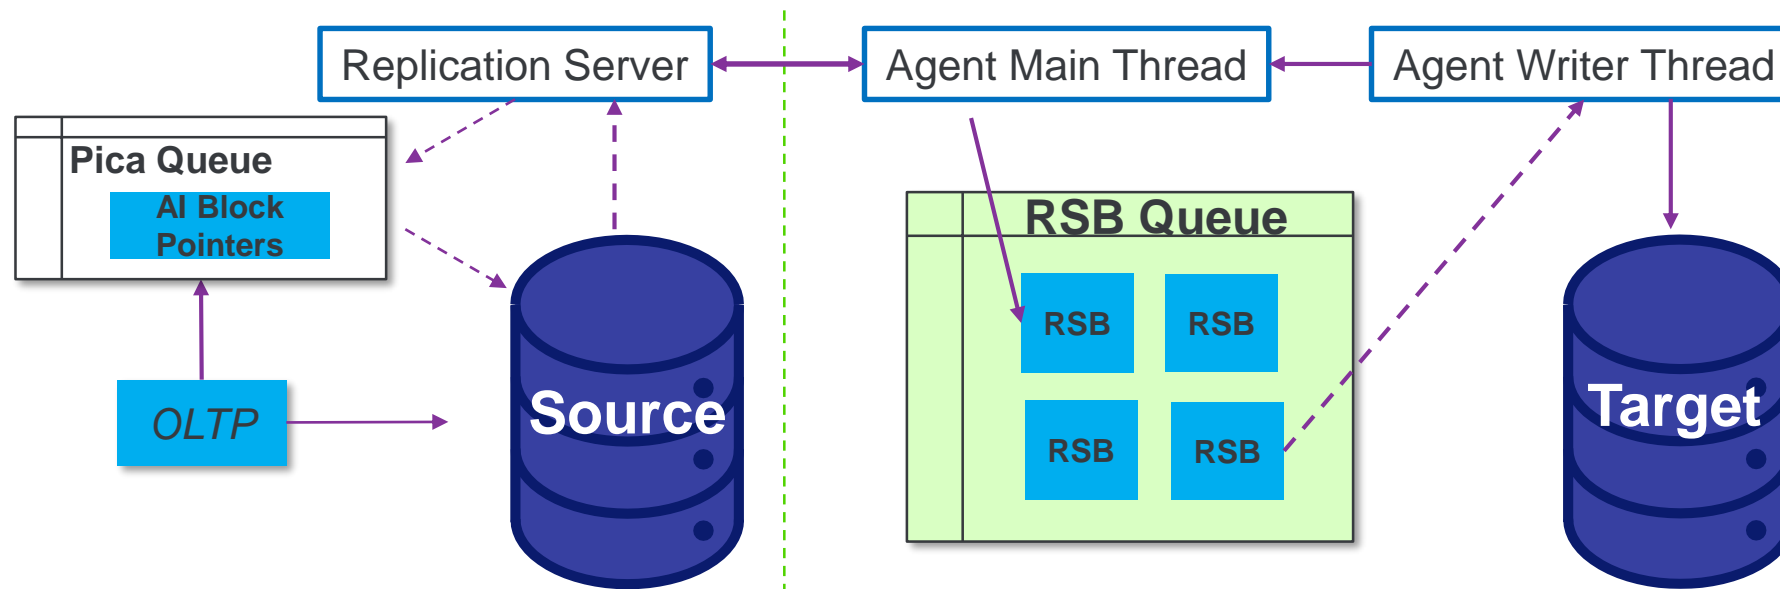 Replication Server
Agent Main Thread
Agent Writer Thread
Pica Queue
AI Block
Pointers
OLTP
Source
RSB Queue
RSB
RSB
RSB
RSB
Target